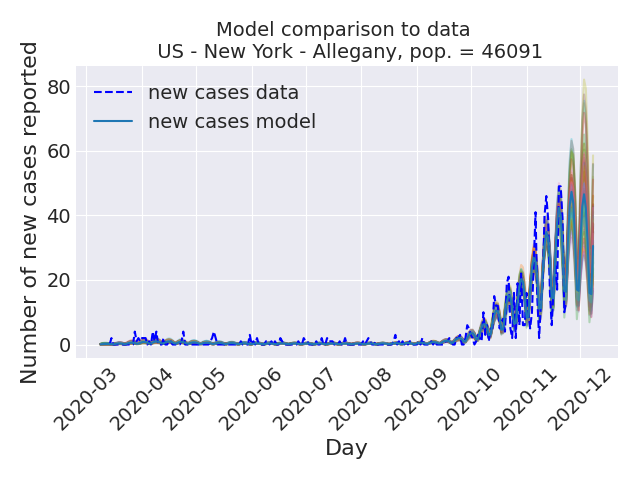 Model comparison to data
US - New York - Allegany, pop. = 46091
Number of new cases reported
80
60
40
20
0
new cases data
new cases model
2020-03
2020-04
2020-05
2020-06
2020-07
2020-08
2020-09
2020-10
2020-11
2020-12
Day